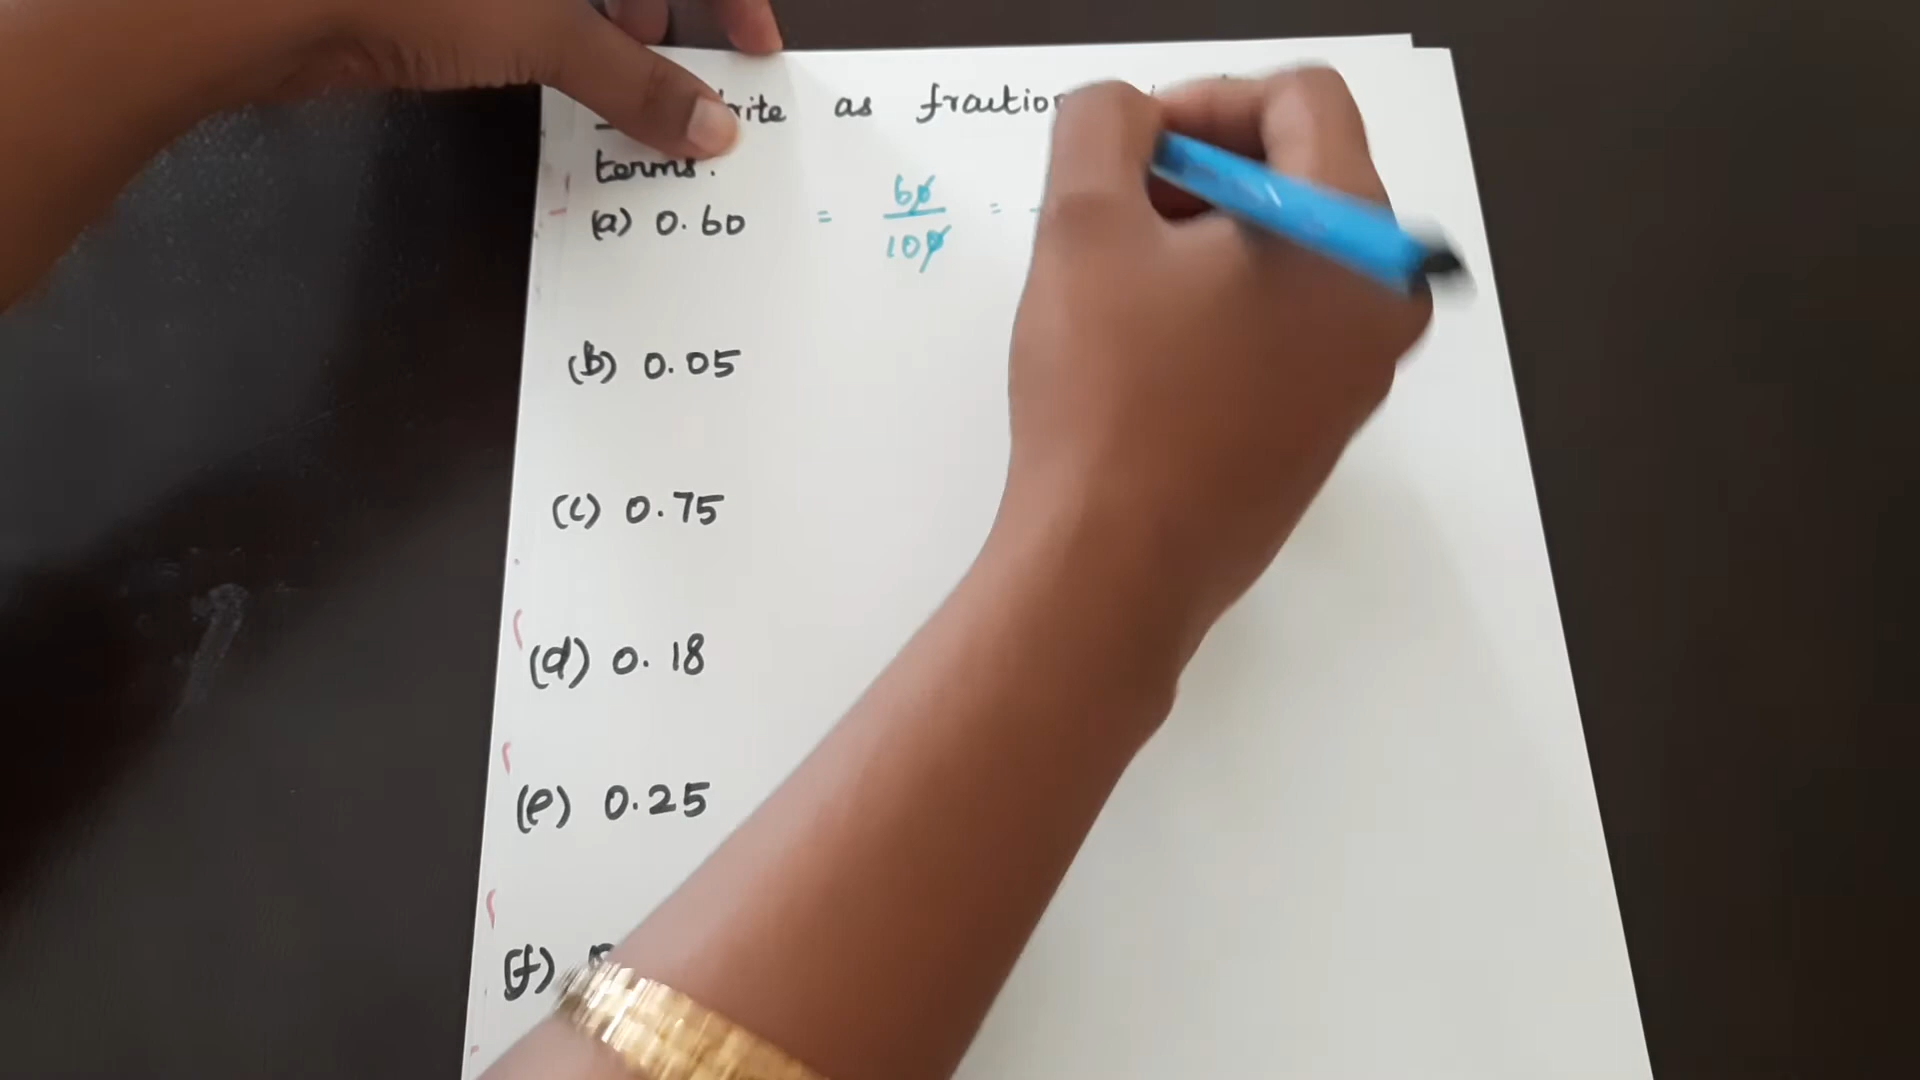 as
terms.
(a) 0.60 = 60/100 =
(b) 0.05
(c) 0.75
(d) 0.18
(e) 0.25
(f)